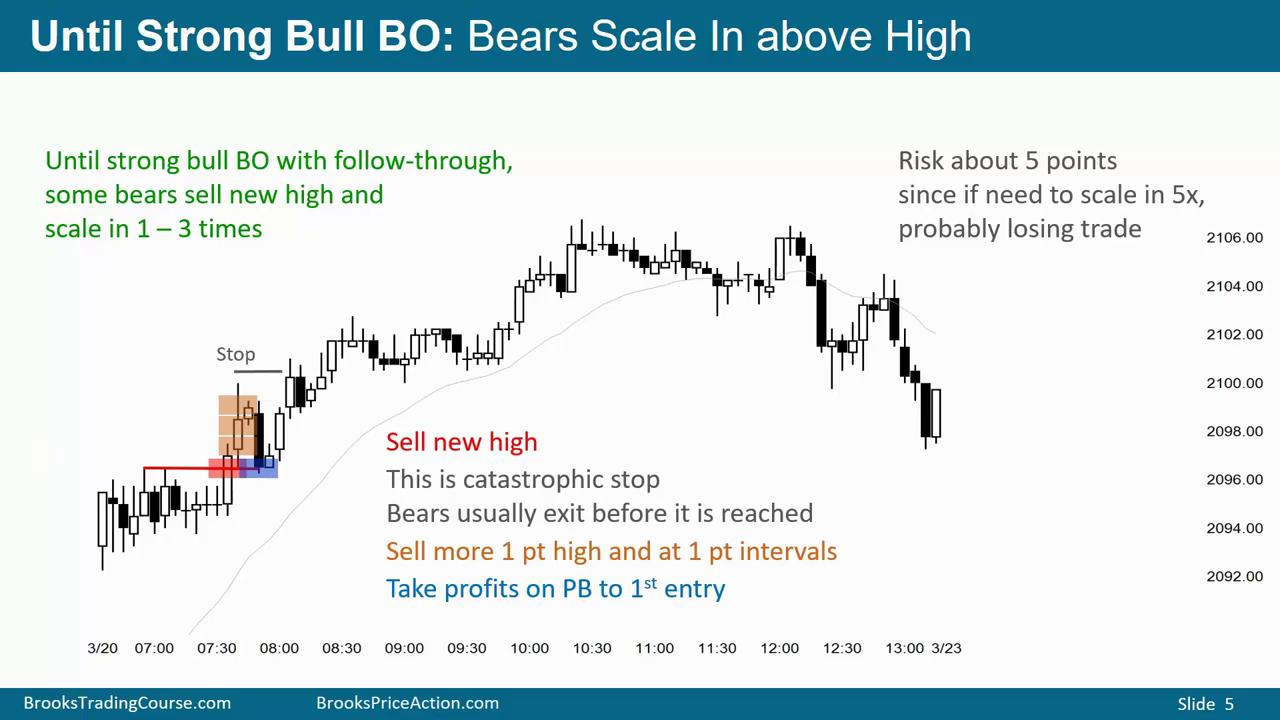 Until Strong Bull BO: Bears Scale In above High
Until strong bull BO with follow-through,
some bears sell new high and
scale in 1 – 3 times
Risk about 5 points
since if need to scale in 5x,
probably losing trade
2106.00
2104.00
2102.00
2100.00
2098.00
2096.00
2094.00
2092.00
Stop
Sell new high
This is catastrophic stop
Bears usually exit before it is reached
Sell more 1 pt high and at 1 pt intervals
Take profits on PB to 1st entry
3/20 07:00 07:30 08:00 08:30 09:00 09:30 10:00 10:30 11:00 11:30 12:00 12:30 13:00 3/23
BrooksTradingCourse.com BrooksPriceAction.com Slide 5